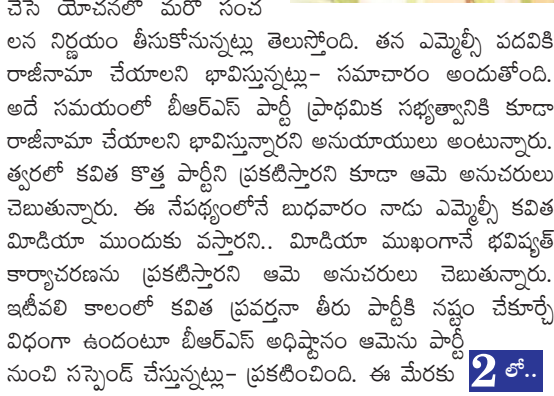 చేసే యోచనలో మరో సంచ
లన నిర్ణయం తీసుకోనున్నట్లు తెలుస్తోంది. తన ఎమ్మెల్సీ పదవికి
రాజీనామా చేయాలని భావిస్తున్నట్లు- సమాచారం అందుతోంది.
అదే సమయంలో బీఆర్ఎస్ పార్టీ ప్రాథమిక సభ్యత్వానికి కూడా
రాజీనామా చేయాలని భావిస్తున్నారని అనుయాయులు అంటున్నారు.
త్వరలో కవిత కొత్త పార్టీని ప్రకటిస్తారని కూడా ఆమె అనుచరులు
చెబుతున్నారు. ఈ నేపథ్యంలోనే బుధవారం నాడు ఎమ్మెల్సీ కవిత
మీడియా ముందుకు వస్తారని.. మీడియా ముఖంగానే భవిష్యత్
కార్యాచరణను ప్రకటిస్తారని ఆమె అనుచరులు చెబుతున్నారు.
ఇటీవలి కాలంలో కవిత ప్రవర్తనా తీరు పార్టీకి నష్టం చేకూర్చే
విధంగా ఉందంటూ బీఆర్ఎస్ అధిష్టానం ఆమెను పార్టీ
నుంచి సస్పెండ్ చేస్తున్నట్లు- ప్రకటించింది. ఈ మేరకు 2 లో..